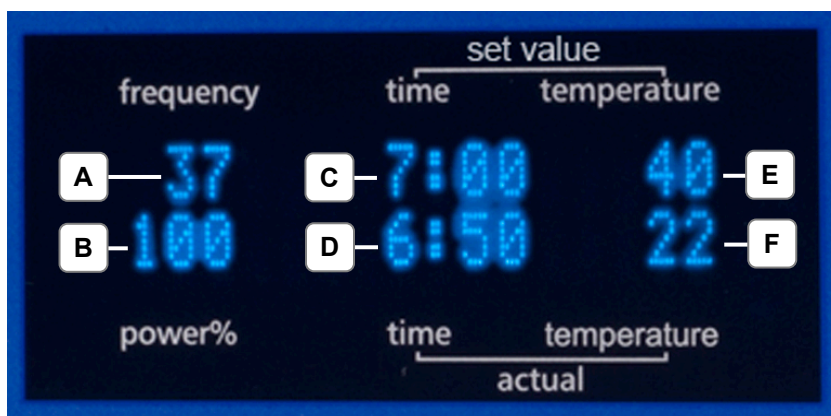 set value
frequency time temperature
A 37 C 7:00 40 E
B 100 D 6:50 22 F
power% time temperature
actual